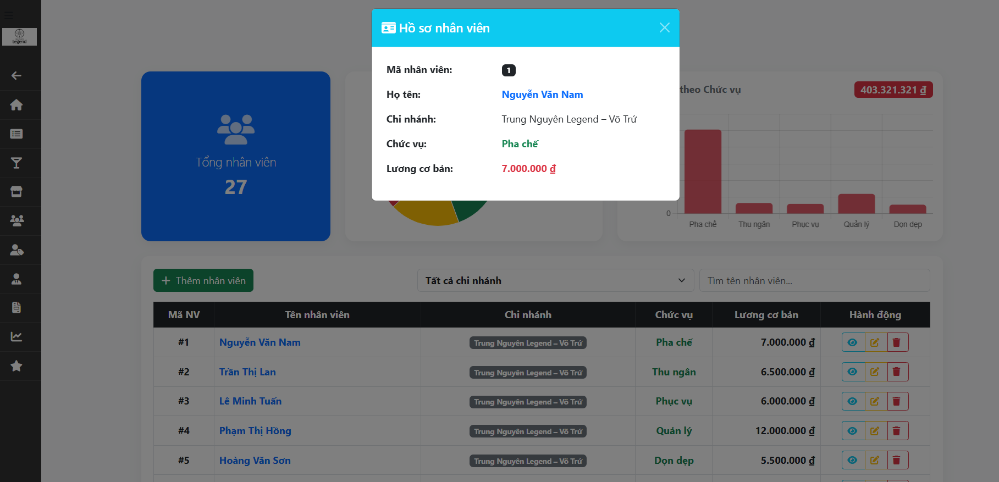 Legend
Hồ sơ nhân viên
Mã nhân viên: 1
Họ tên: Nguyễn Văn Nam
Chi nhánh: Trung Nguyên Legend – Võ Trứ
Chức vụ: Pha chế
Lương cơ bản: 7.000.000 ₫
Tổng nhân viên
27
theo Chức vụ
403.321.321 ₫
0
Pha chế Thu ngân Phục vụ Quản lý Dọn dẹp
Thêm nhân viên
Tất cả chi nhánh
Tìm tên nhân viên...
Mã NV Tên nhân viên Chi nhánh Chức vụ Lương cơ bản Hành động
#1 Nguyễn Văn Nam Trung Nguyên Legend – Võ Trứ Pha chế 7.000.000 ₫
#2 Trần Thị Lan Trung Nguyên Legend – Võ Trứ Thu ngân 6.500.000 ₫
#3 Lê Minh Tuấn Trung Nguyên Legend – Võ Trứ Phục vụ 6.000.000 ₫
#4 Phạm Thị Hồng Trung Nguyên Legend – Võ Trứ Quản lý 12.000.000 ₫
#5 Hoàng Văn Sơn Trung Nguyên Legend – Võ Trứ Dọn dẹp 5.500.000 ₫